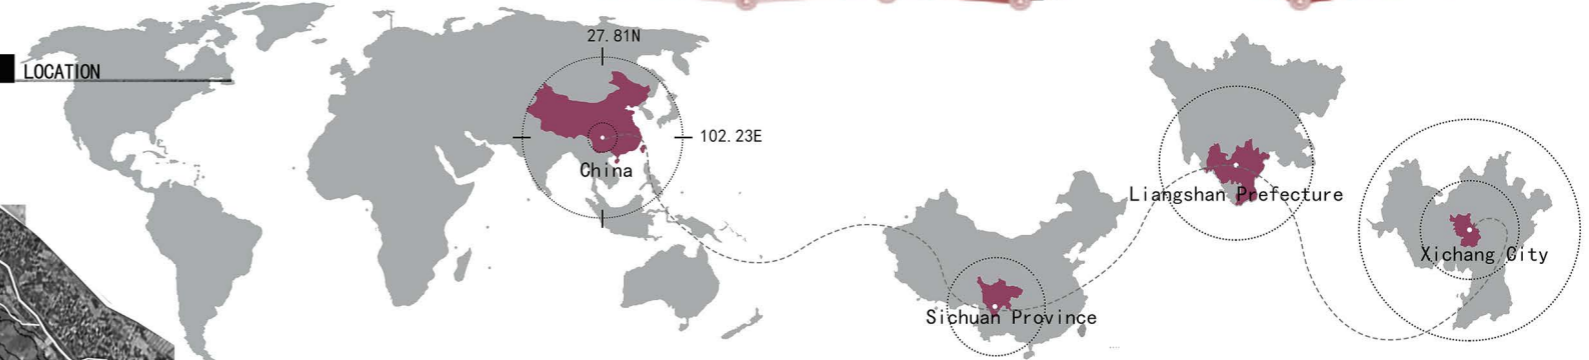 LOCATION
27.81N
102.23E
China
Sichuan Province
Liangshan Prefecture
Xichang City